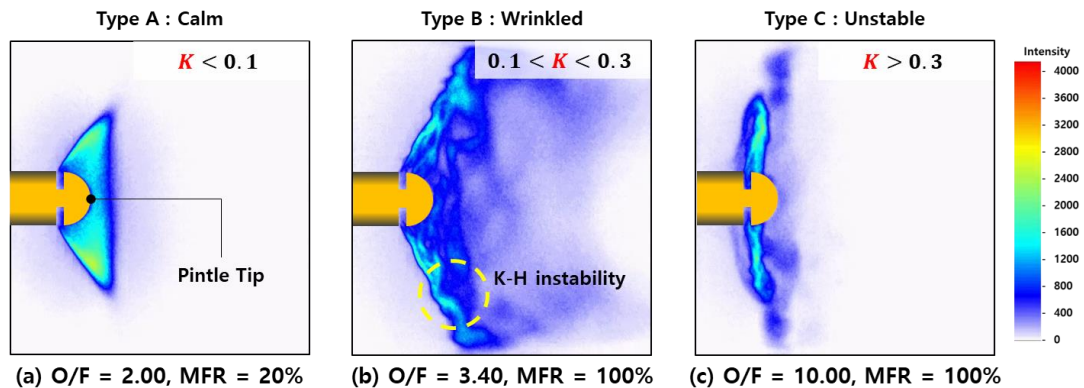 Type A : Calm
Type B : Wrinkled
Type C : Unstable
K < 0.1
0.1 < K < 0.3
K > 0.3
Intensity
4000
3600
3200
2800
2400
2000
1600
1200
800
400
0
Pintle Tip
K-H instability
(a) O/F = 2.00, MFR = 20%
(b) O/F = 3.40, MFR = 100%
(c) O/F = 10.00, MFR = 100%